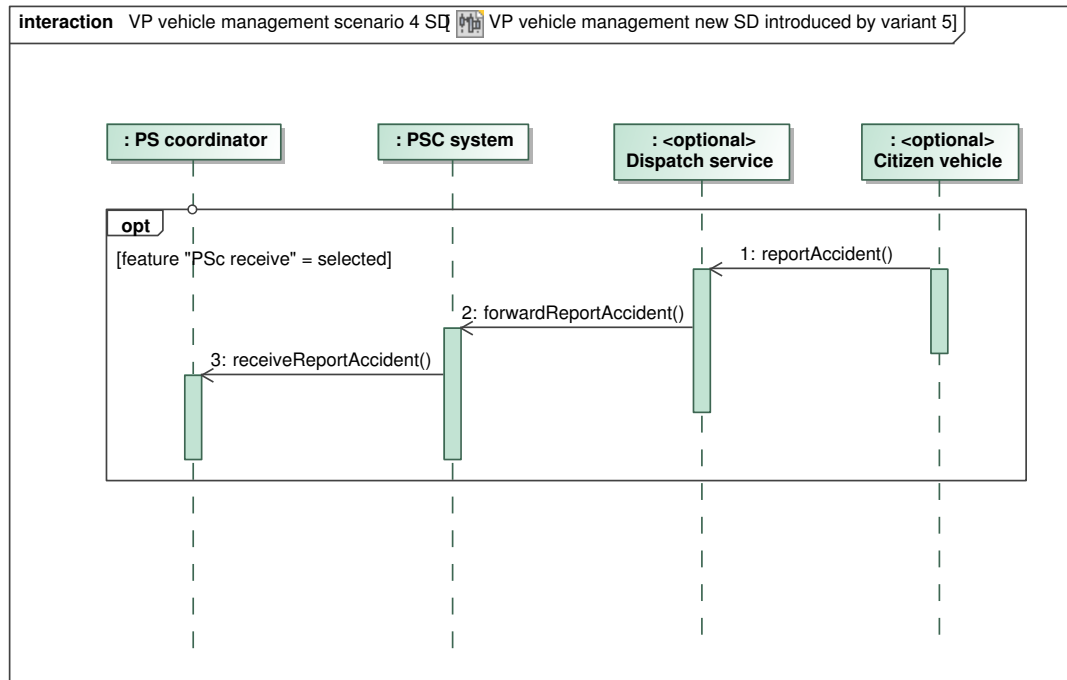 interaction VP vehicle management scenario 4 SD[ VP vehicle management new SD introduced by variant 5]
: PS coordinator
: PSC system
: <optional>
Dispatch service
: <optional>
Citizen vehicle
opt
[feature "PSc receive" = selected]
1: reportAccident()
2: forwardReportAccident()
3: receiveReportAccident()